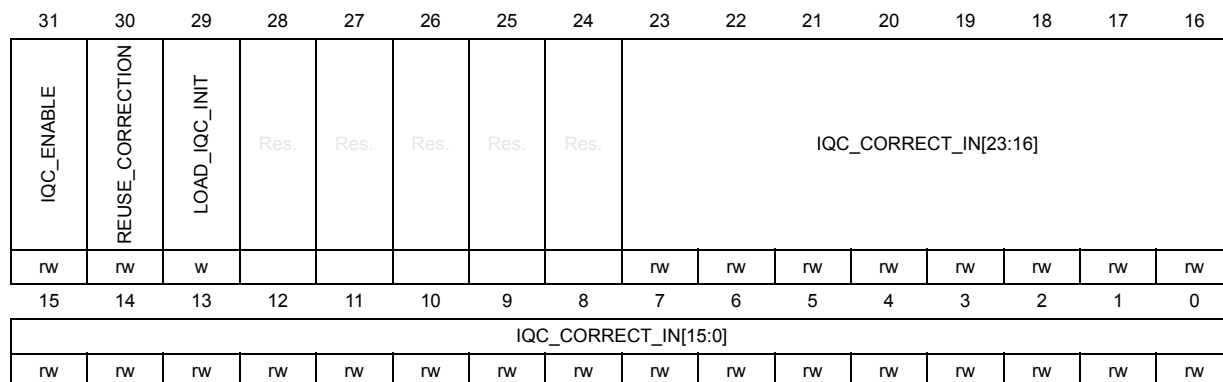 31 30 29 28 27 26 25 24 23 22 21 20 19 18 17 16
IQC_ENABLE REUSE_CORRECTION LOAD_IQC_INIT Res. Res. Res. Res. Res. IQC_CORRECT_IN[23:16]
rw rw w rw rw rw rw rw rw rw rw
15 14 13 12 11 10 9 8 7 6 5 4 3 2 1 0
IQC_CORRECT_IN[15:0]
rw rw rw rw rw rw rw rw rw rw rw rw rw rw rw rw